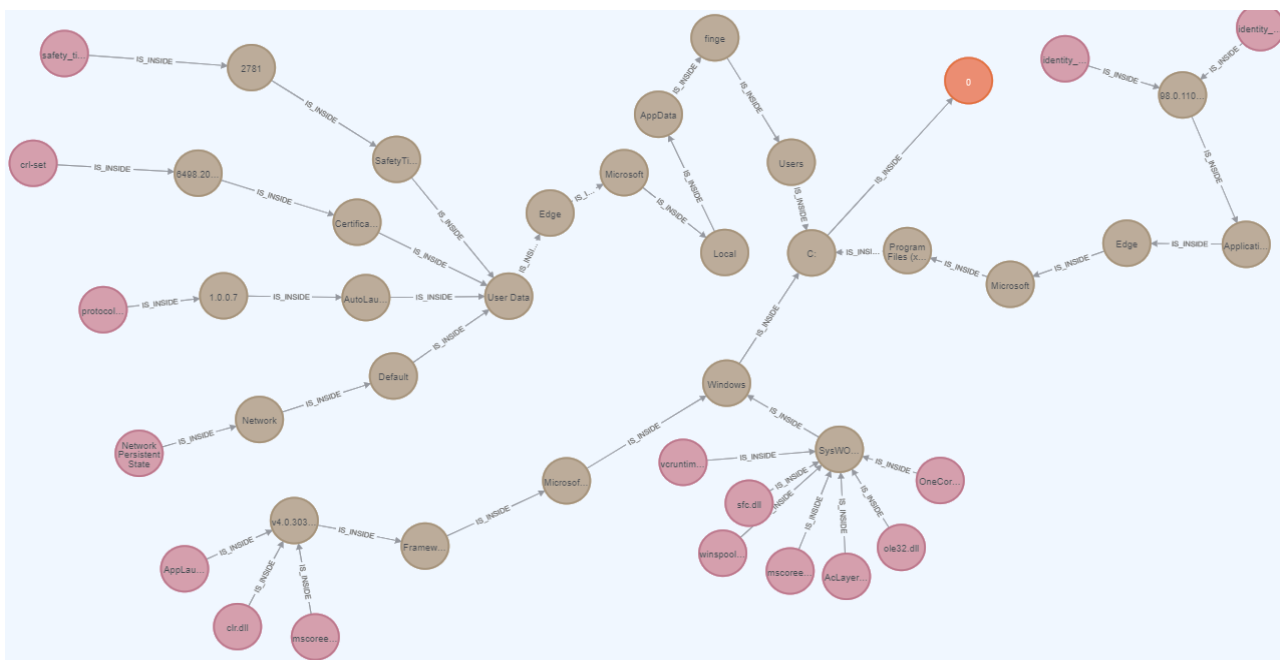 safety_ti...
IS_INSIDE
2781
IS_INSIDE
SafetyTi...
IS_INSIDE
crl-set
IS_INSIDE
6498.20...
IS_INSIDE
Certifica...
IS_INSIDE
protocol...
IS_INSIDE
1.0.0.7
IS_INSIDE
AutoLau...
IS_INSIDE
User Data
Network
Persistent
State
IS_INSIDE
Network
IS_INSIDE
Default
IS_INSIDE
IS_INSI...
Edge
IS_I...
Microsoft
IS_INSIDE
Local
IS_INSIDE
AppData
IS_INSIDE
finge
IS_INSIDE
Users
IS_INSIDE
C:
IS_INSIDE
0
identity_...
IS_INSIDE
dentity_...
IS_INSIDE
98.0.110...
IS_INSIDE
Applicati...
IS_INSIDE
Edge
IS_INSIDE
Microsoft
IS_INSIDE
Program
Files (x...
IS_INSI...
IS_INSIDE
Windows
IS_INSIDE
SysWO...
vcruntim...
IS_INSIDE
sfc.dll
IS_INSIDE
winspool...
IS_INSIDE
mscoree...
IS_INSIDE
AcLayer...
IS_INSIDE
ole32.dll
IS_INSIDE
OneCor...
IS_INSIDE
IS_INSIDE
Microsof...
IS_INSIDE
Framew...
IS_INSIDE
v4.0.303...
AppLau...
IS_INSIDE
clr.dll
IS_INSIDE
mscoree...
IS_INSIDE